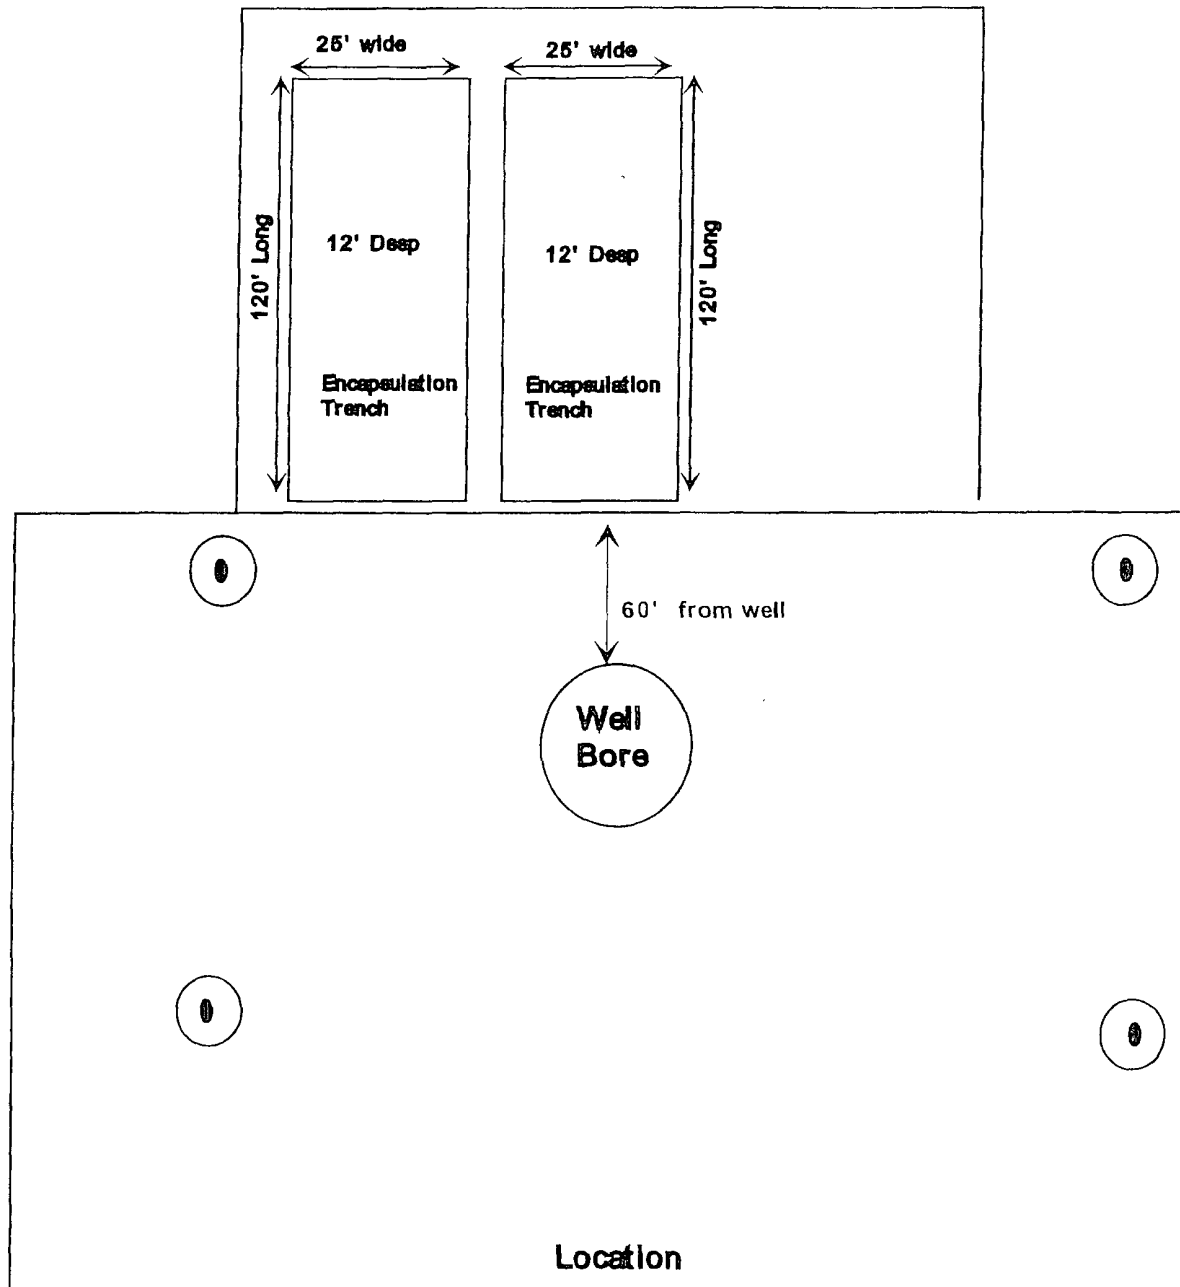 25' wide
25' wide
120' Long
12' Deep
12' Deep
120' Long
Encapsulation
Trench
Encapsulation
Trench
60' from well
Well
Bore
Location